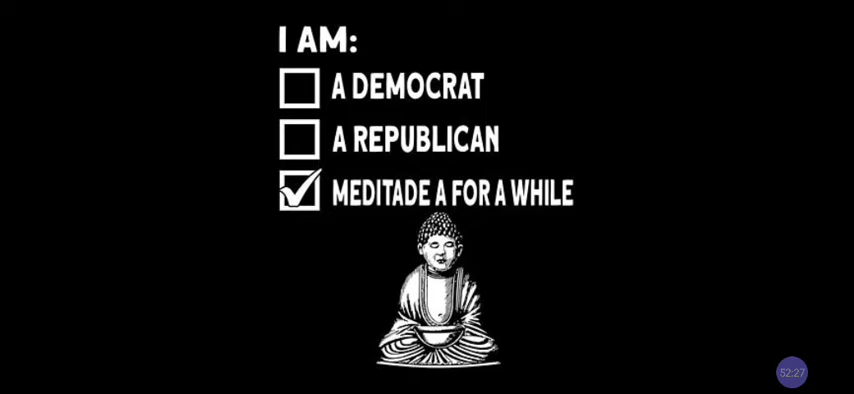 I AM:
A DEMOCRAT
A REPUBLICAN
MEDITADE A FOR A WHILE
52:27